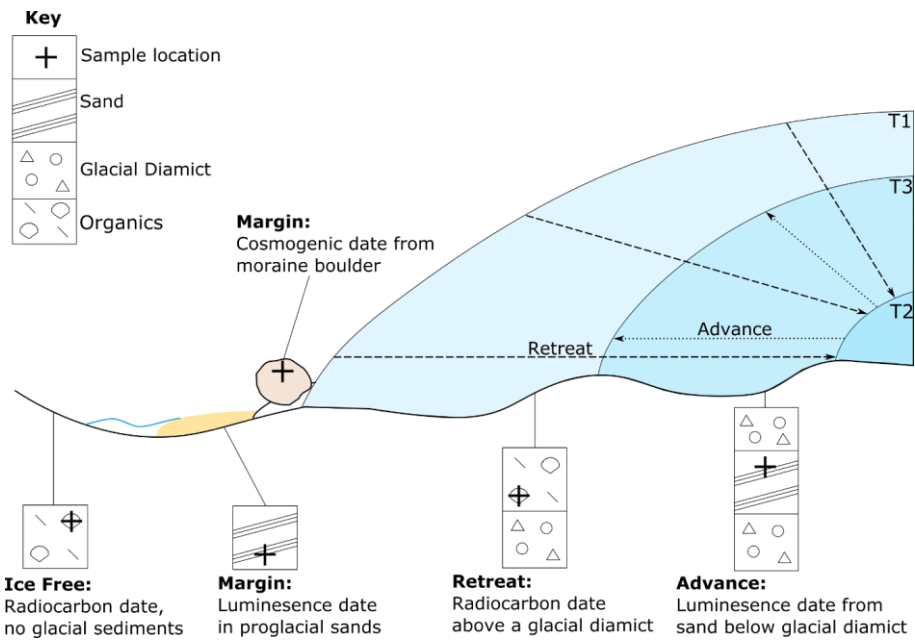 Key
Sample location
Sand
Glacial Diamict
Organics
T1
T3
T2
Margin:
Cosmogenic date from
moraine boulder
Advance
Retreat
Ice Free:
Radiocarbon date,
no glacial sediments
Margin:
Luminesence date
in proglacial sands
Retreat:
Radiocarbon date
above a glacial diamict
Advance:
Luminesence date from
sand below glacial diamict